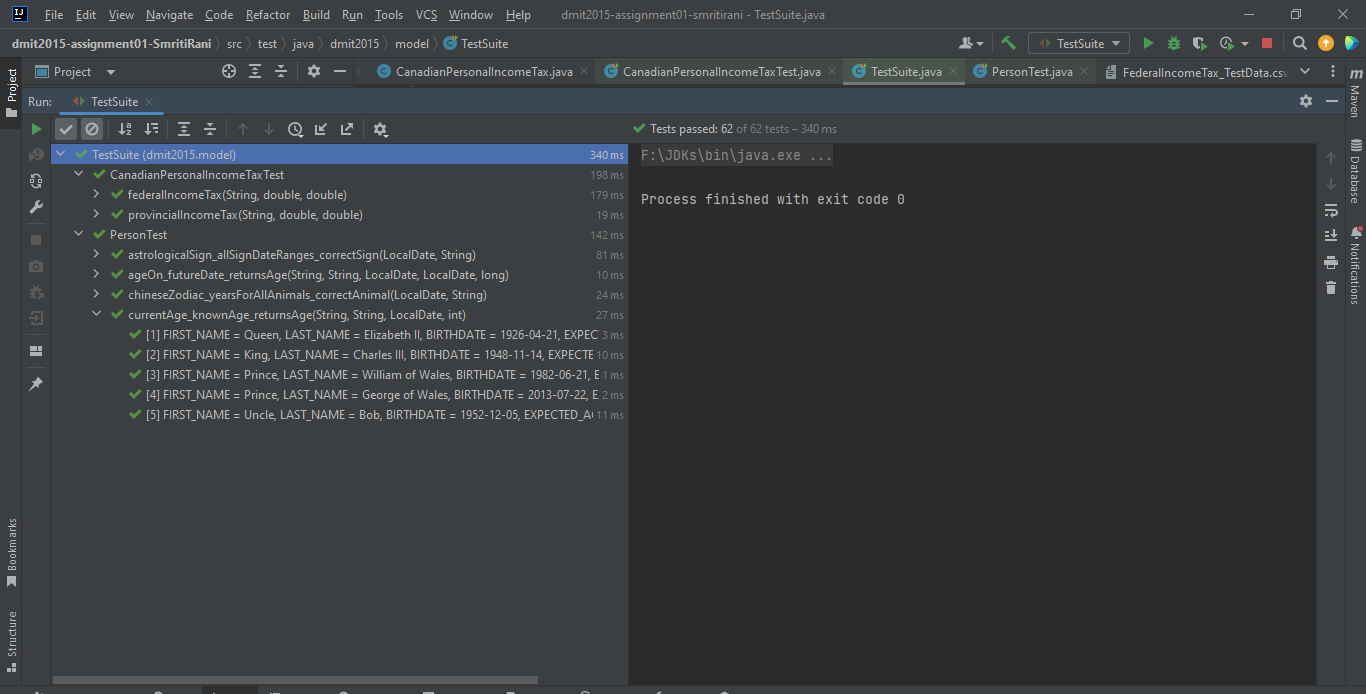 File Edit View Navigate Code Refactor Build Run Tools VCS Window Help dmit2015-assignment01-smritirani - TestSuite.java
dmit2015-assignment01-SmritiRani src test java dmit2015 model TestSuite TestSuite
Project CanadianPersonalIncomeTax.java CanadianPersonalIncomeTaxTest.java TestSuite.java PersonTest.java FederalIncomeTax_TestData.csv
Run: TestSuite
Tests passed: 62 of 62 tests – 340 ms
TestSuite (dmit2015.model) 340 ms
CanadianPersonalIncomeTaxTest 198 ms
federalIncomeTax(String, double, double) 179 ms
provincialIncomeTax(String, double, double) 19 ms
PersonTest 142 ms
astrologicalSign_allSignDateRanges_correctSign(LocalDate, String) 81 ms
ageOn_futureDate_returnsAge(String, String, LocalDate, LocalDate, long) 10 ms
chineseZodiac_yearsForAllAnimals_correctAnimal(LocalDate, String) 24 ms
currentAge_knownAge_returnsAge(String, String, LocalDate, int) 27 ms
[1] FIRST_NAME = Queen, LAST_NAME = Elizabeth II, BIRTHDATE = 1926-04-21, EXPEC 3 ms
[2] FIRST_NAME = King, LAST_NAME = Charles III, BIRTHDATE = 1948-11-14, EXPECTE 10 ms
[3] FIRST_NAME = Prince, LAST_NAME = William of Wales, BIRTHDATE = 1982-06-21, E 1 ms
[4] FIRST_NAME = Prince, LAST_NAME = George of Wales, BIRTHDATE = 2013-07-22, E 2 ms
[5] FIRST_NAME = Uncle, LAST_NAME = Bob, BIRTHDATE = 1952-12-05, EXPECTED_A 11 ms
F:\JDKs\bin\java.exe ...
Process finished with exit code 0
Project
Bookmarks
Structure
Maven
Database
Notifications